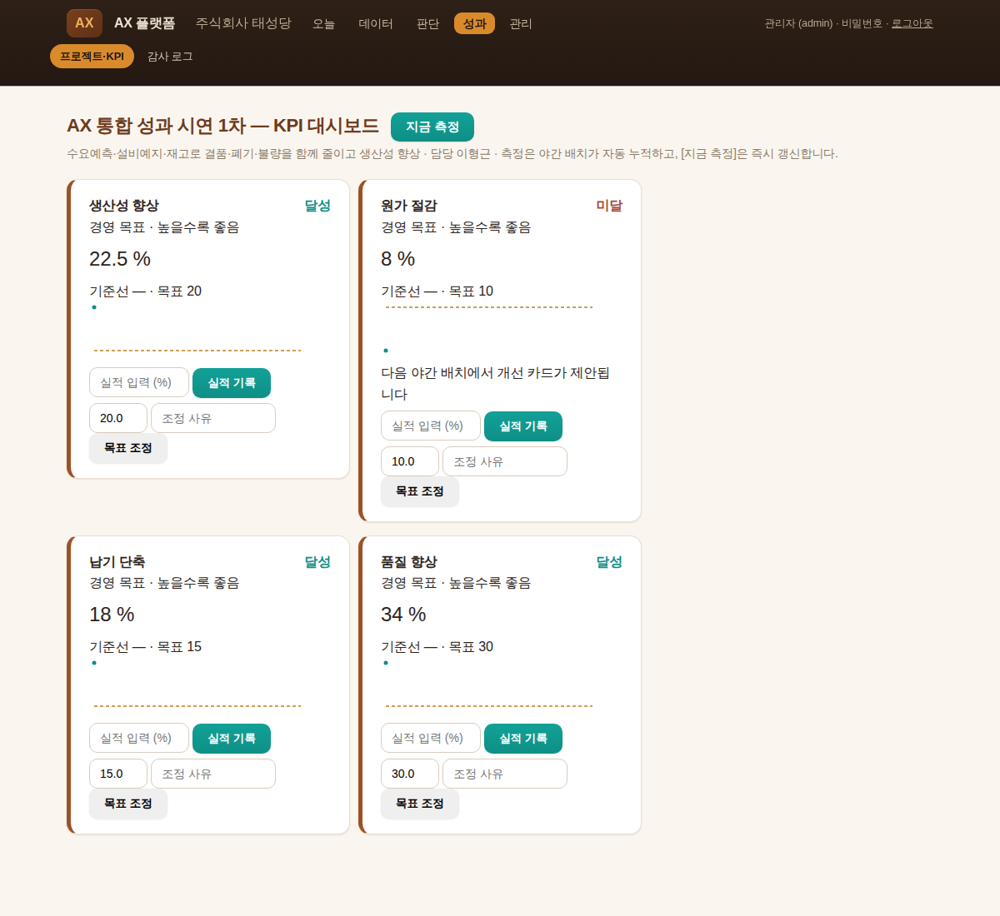 AX AX 플랫폼 주식회사 태성당 오늘 데이터 판단 성과 관리 관리자 (admin) · 비밀번호 · 로그아웃
프로젝트·KPI 감사 로그
AX 통합 성과 시연 1차 — KPI 대시보드 지금 측정
수요예측·설비예지·재고로 결품·폐기·불량을 함께 줄이고 생산성 향상 · 담당 이형근 · 측정은 야간 배치가 자동 누적하고, [지금 측정]은 즉시 갱신합니다.
생산성 향상 달성
경영 목표 · 높을수록 좋음
22.5 %
기준선 — · 목표 20
실적 입력 (%) 실적 기록
20.0 조정 사유
목표 조정
원가 절감 미달
경영 목표 · 높을수록 좋음
8 %
기준선 — · 목표 10
다음 야간 배치에서 개선 카드가 제안됩
니다
실적 입력 (%) 실적 기록
10.0 조정 사유
목표 조정
납기 단축 달성
경영 목표 · 높을수록 좋음
18 %
기준선 — · 목표 15
실적 입력 (%) 실적 기록
15.0 조정 사유
목표 조정
품질 향상 달성
경영 목표 · 높을수록 좋음
34 %
기준선 — · 목표 30
실적 입력 (%) 실적 기록
30.0 조정 사유
목표 조정